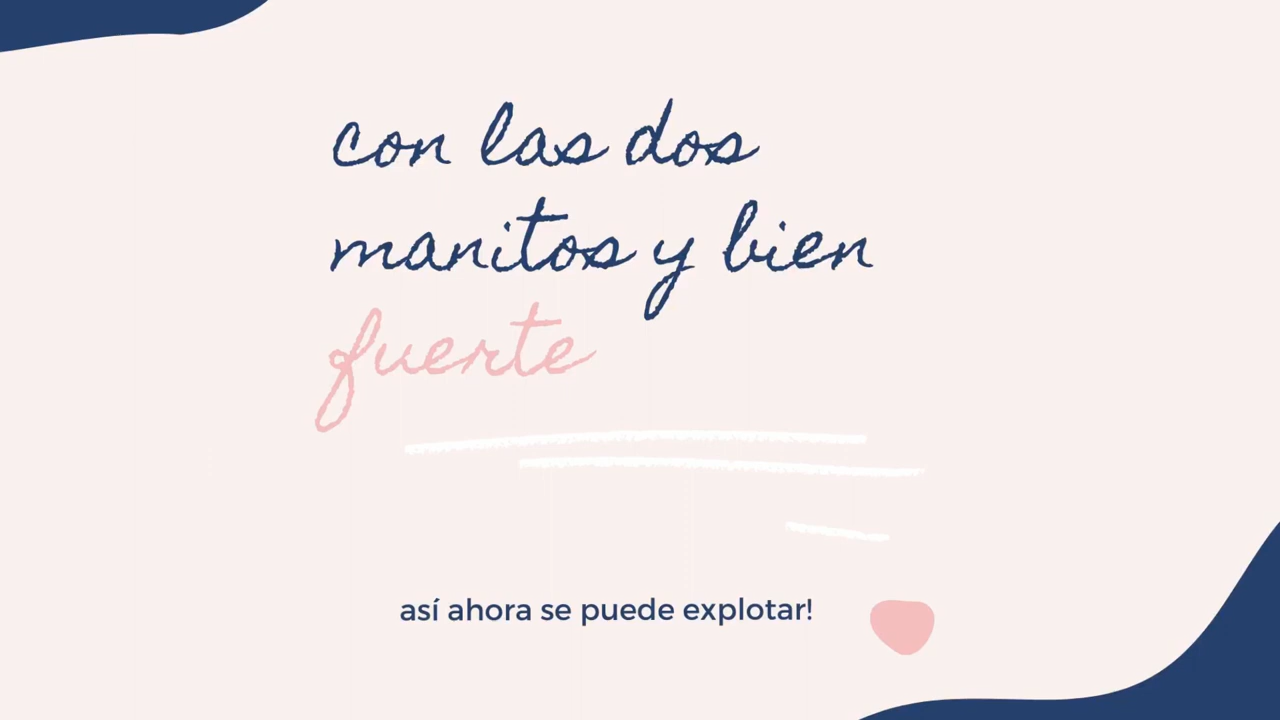 con las dos
manitos y bien
fuerte
así ahora se puede explotar!